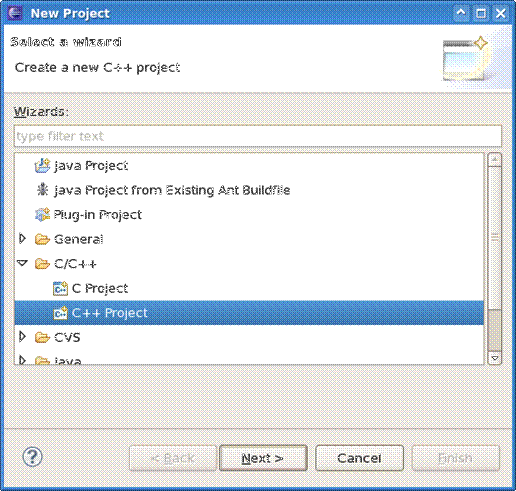 New Project
Select a wizard
Create a new C++ project
Wizards:
type filter text
Java Project
Java Project from Existing Ant Buildfile
Plug-in Project
General
C/C++
C Project
C++ Project
CVS
Java
< Back Next > Cancel Finish